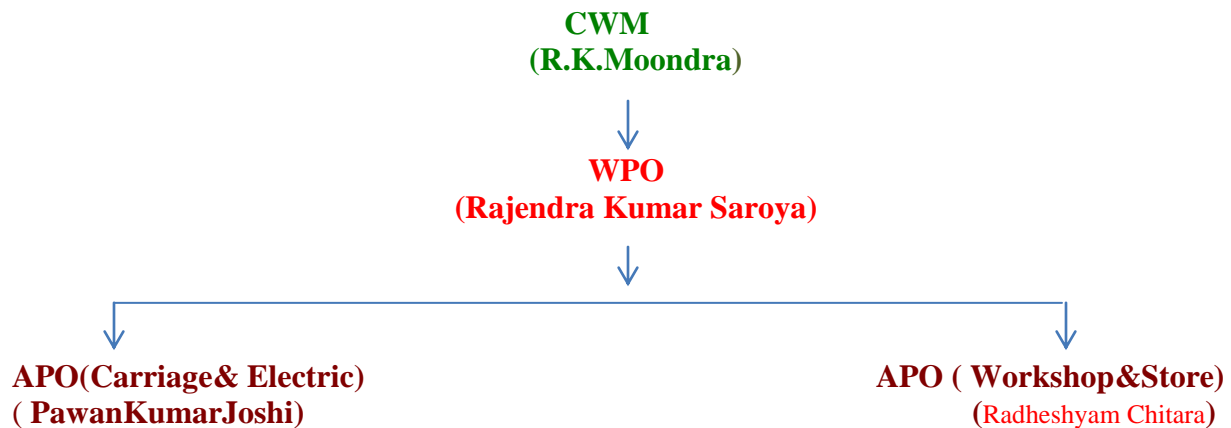 CWM
(R.K.Moondra)
WPO
(Rajendra Kumar Saroya)
APO(Carriage& Electric)
( PawanKumarJoshi)
APO ( Workshop&Store)
(Radheshyam Chitara)